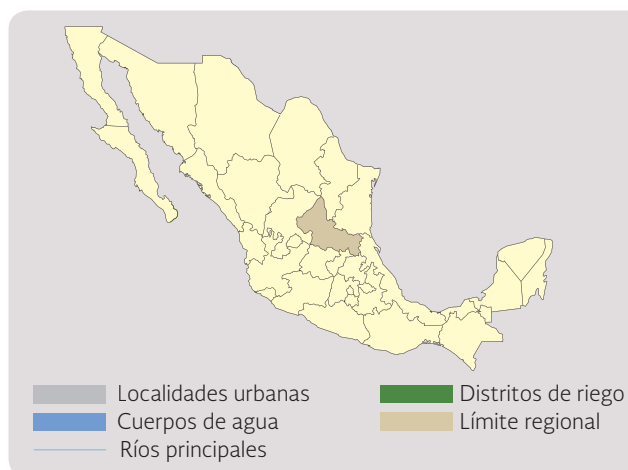 Localidades urbanas
Cuerpos de agua
Ríos principales
Distritos de riego
Límite regional